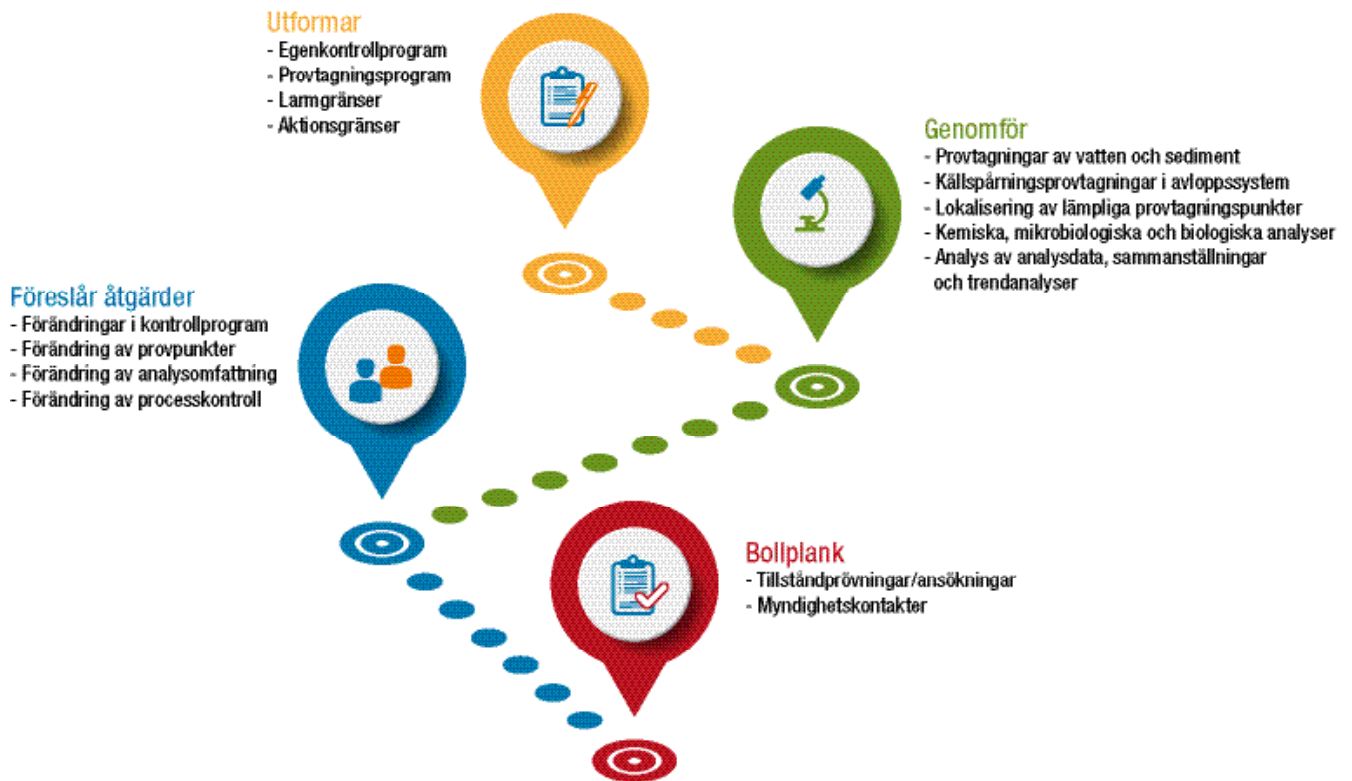 Utformar
- Egenkontrollprogram
- Provtagningsprogram
- Larmgränser
- Aktionsgränser
Genomför
- Provtagningar av vatten och sediment
- Källspårningsprovtagningar i avloppssystem
- Lokalisering av lämpliga provtagningspunkter
- Kemiska, mikrobiologiska och biologiska analyser
- Analys av analysdata, sammanställningar
och trendanalyser
Föreslår åtgärder
- Förändringar i kontrollprogram
- Förändring av provpunkter
- Förändring av analysomfattning
- Förändring av processkontroll
Bollplank
- Tillståndprövningar/ansökningar
- Myndighetskontakter